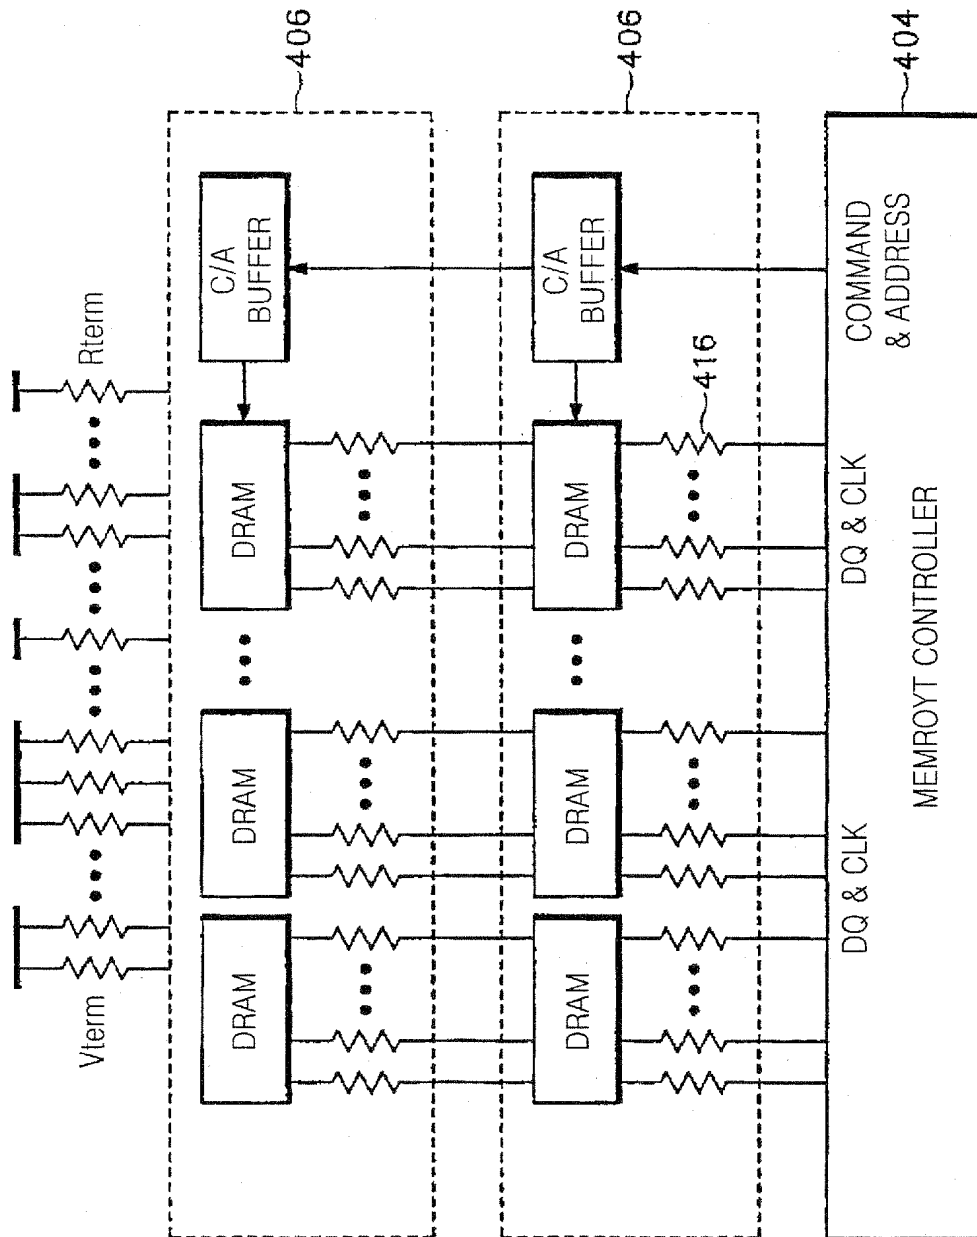 Vterm
Rterm
DRAM
DRAM
DRAM
C/A
BUFFER
406
DRAM
DRAM
DRAM
C/A
BUFFER
406
416
DQ & CLK
DQ & CLK
COMMAND
& ADDRESS
MEMROYT CONTROLLER
404